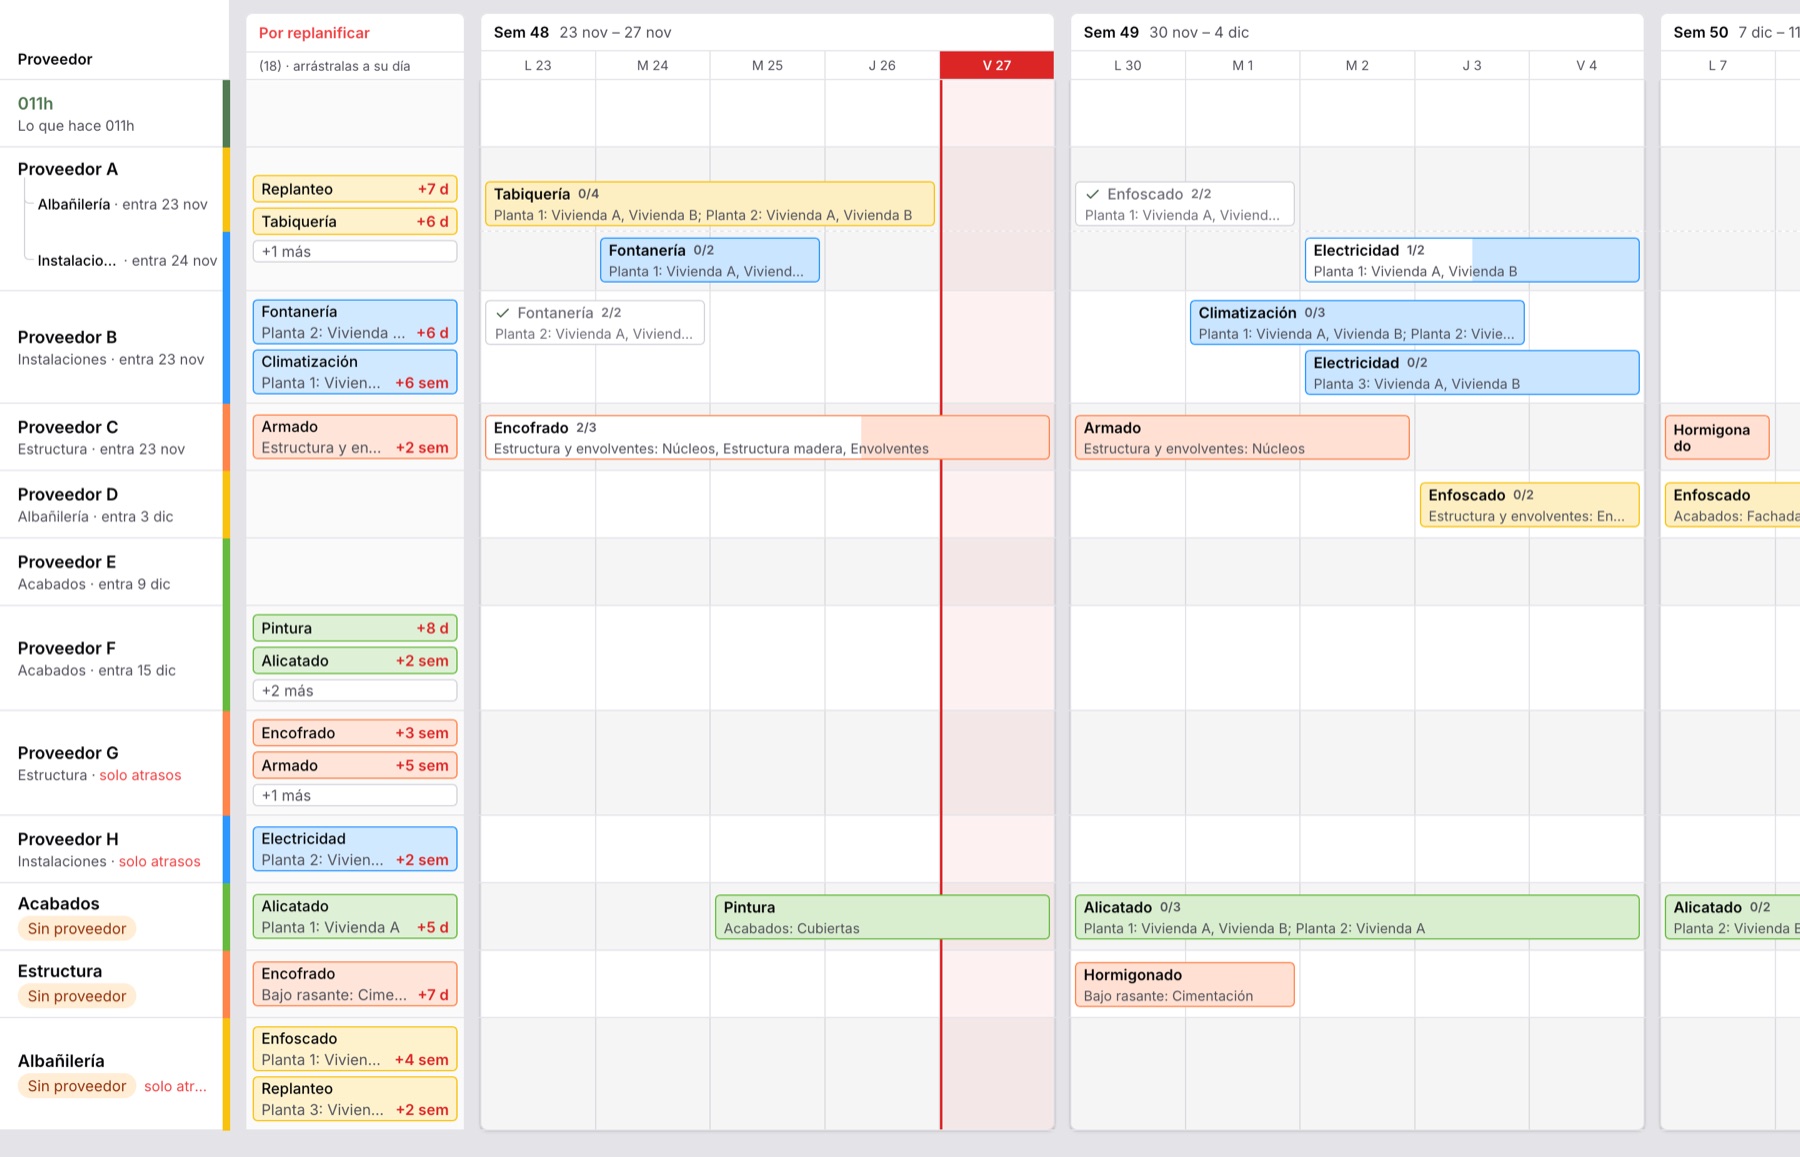 Proveedor
Por replanificar
(18) · arrástralas a su día
Sem 48 23 nov – 27 nov
L 23
M 24
M 25
J 26
V 27
Sem 49 30 nov – 4 dic
L 30
M 1
M 2
J 3
V 4
Sem 50 7 dic – 11
L 7
011h
Lo que hace 011h
Proveedor A
Albañilería · entra 23 nov
Instalacio... · entra 24 nov
Replanteo +7 d
Tabiquería +6 d
+1 más
Tabiquería 0/4
Planta 1: Vivienda A, Vivienda B; Planta 2: Vivienda A, Vivienda B
Fontanería 0/2
Planta 1: Vivienda A, Viviend...
Enfoscado 2/2
Planta 1: Vivienda A, Viviend...
Electricidad 1/2
Planta 1: Vivienda A, Vivienda B
Proveedor B
Instalaciones · entra 23 nov
Fontanería
Planta 2: Vivienda ... +6 d
Climatización
Planta 1: Vivien... +6 sem
Fontanería 2/2
Planta 2: Vivienda A, Viviend...
Climatización 0/3
Planta 1: Vivienda A, Vivienda B; Planta 2: Vivie...
Electricidad 0/2
Planta 3: Vivienda A, Vivienda B
Proveedor C
Estructura · entra 23 nov
Armado
Estructura y en... +2 sem
Encofrado 2/3
Estructura y envolventes: Núcleos, Estructura madera, Envolventes
Armado
Estructura y envolventes: Núcleos
Hormigona
do
Proveedor D
Albañilería · entra 3 dic
Enfoscado 0/2
Estructura y envolventes: En...
Enfoscado
Acabados: Fachada
Proveedor E
Acabados · entra 9 dic
Proveedor F
Acabados · entra 15 dic
Pintura +8 d
Alicatado +2 sem
+2 más
Proveedor G
Estructura · solo atrasos
Encofrado +3 sem
Armado +5 sem
+1 más
Proveedor H
Instalaciones · solo atrasos
Electricidad
Planta 2: Vivien... +2 sem
Acabados
Sin proveedor
Alicatado
Planta 1: Vivienda A +5 d
Pintura
Acabados: Cubiertas
Alicatado 0/3
Planta 1: Vivienda A, Vivienda B; Planta 2: Vivienda A
Alicatado 0/2
Planta 2: Vivienda B
Estructura
Sin proveedor
Encofrado
Bajo rasante: Cime... +7 d
Hormigonado
Bajo rasante: Cimentación
Albañilería
Sin proveedor solo atr...
Enfoscado
Planta 1: Vivien... +4 sem
Replanteo
Planta 3: Vivien... +2 sem